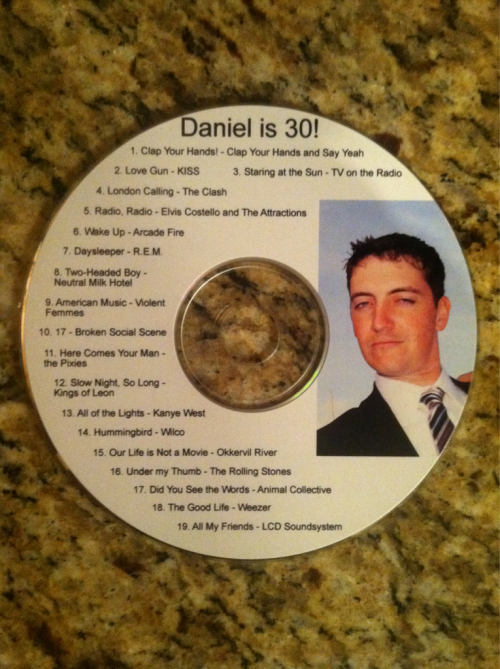 Daniel is 30!
1. Clap Your Hands! - Clap Your Hands and Say Yeah
2. Love Gun - KISS
3. Staring at the Sun - TV on the Radio
4. London Calling - The Clash
5. Radio, Radio - Elvis Costello and The Attractions
6. Wake Up - Arcade Fire
7. Daysleeper - R.E.M.
8. Two-Headed Boy -
Neutral Milk Hotel
9. American Music - Violent
Femmes
10. 17 - Broken Social Scene
11. Here Comes Your Man -
the Pixies
12. Slow Night, So Long -
Kings of Leon
13. All of the Lights - Kanye West
14. Hummingbird - Wilco
15. Our Life is Not a Movie - Okkervil River
16. Under my Thumb - The Rolling Stones
17. Did You See the Words - Animal Collective
18. The Good Life - Weezer
19. All My Friends - LCD Soundsystem